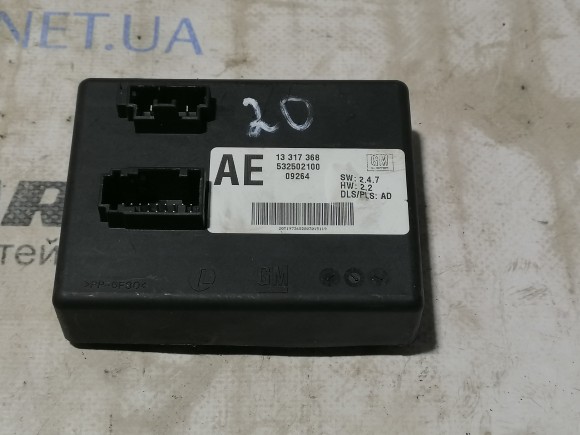 NET.UA
20
AE
13 317 368
532502100
09264
GM
SW: 2.4.7
HW: 2.2
DLS/PLS: AD
GM
тей